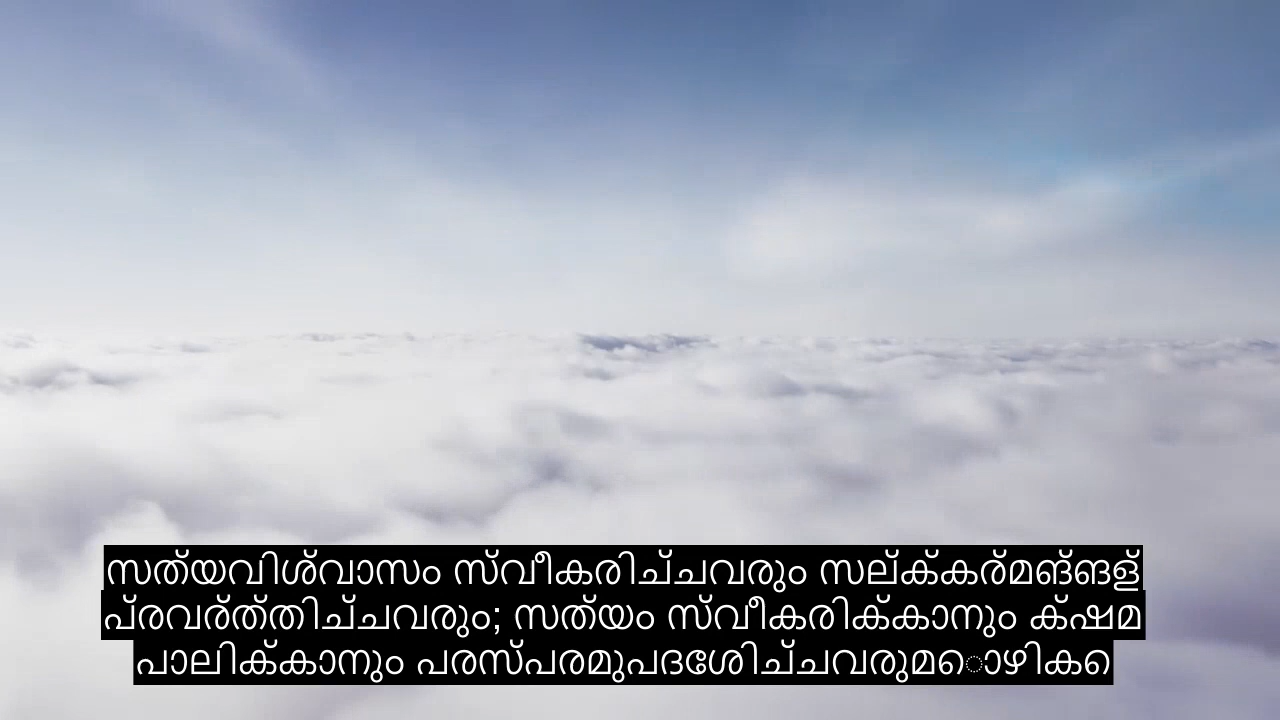 സത്യവിശ്വാസം സ്വീകരിച്ചവരും സല്ക്കര്മങ്ങള്
പ്രവര്ത്തിച്ചവരും; സത്യം സ്വീകരിക്കാനും ക്ഷമ
പാലിക്കാനും പരസ്പരമുപദേശിച്ചവരുമൊഴികെ